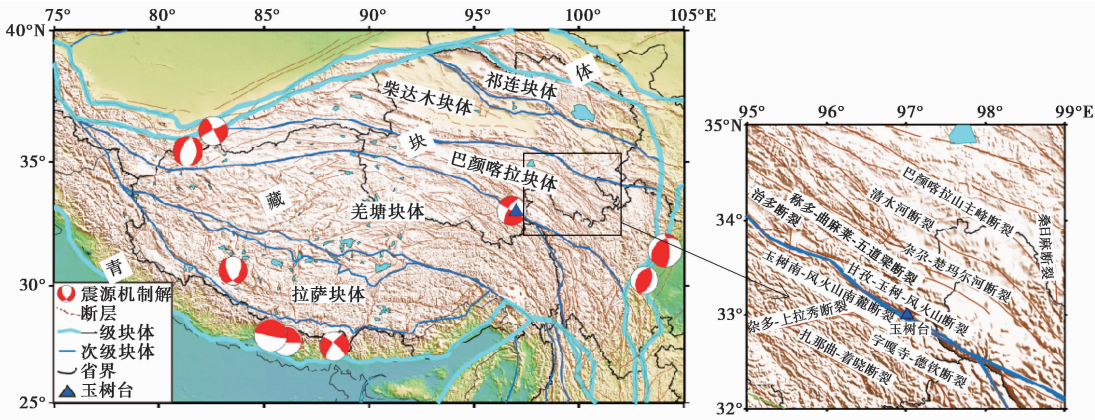 75° 80° 85° 90° 95° 100° 105°E
40°N
35°
30°
25°
体
祁连块体
柴达木块体
块
巴颜喀拉块体
藏
羌塘块体
青
拉萨块体
震源机制解
断层
一级块体
次级块体
省界
玉树台
95° 96° 97° 98° 99°E
35°N
34°
33°
32°
巴颜喀拉山主峰断裂
清水河断裂
桑日麻断裂
称多-曲麻莱-五道梁断裂
治多断裂
杂尕-楚玛尔河断裂
甘孜-玉树-风火山断裂
玉树南-风火山南麓断裂
杂多-上拉秀断裂
玉树台
字嘎寺-德钦断裂
扎那曲-着晓断裂